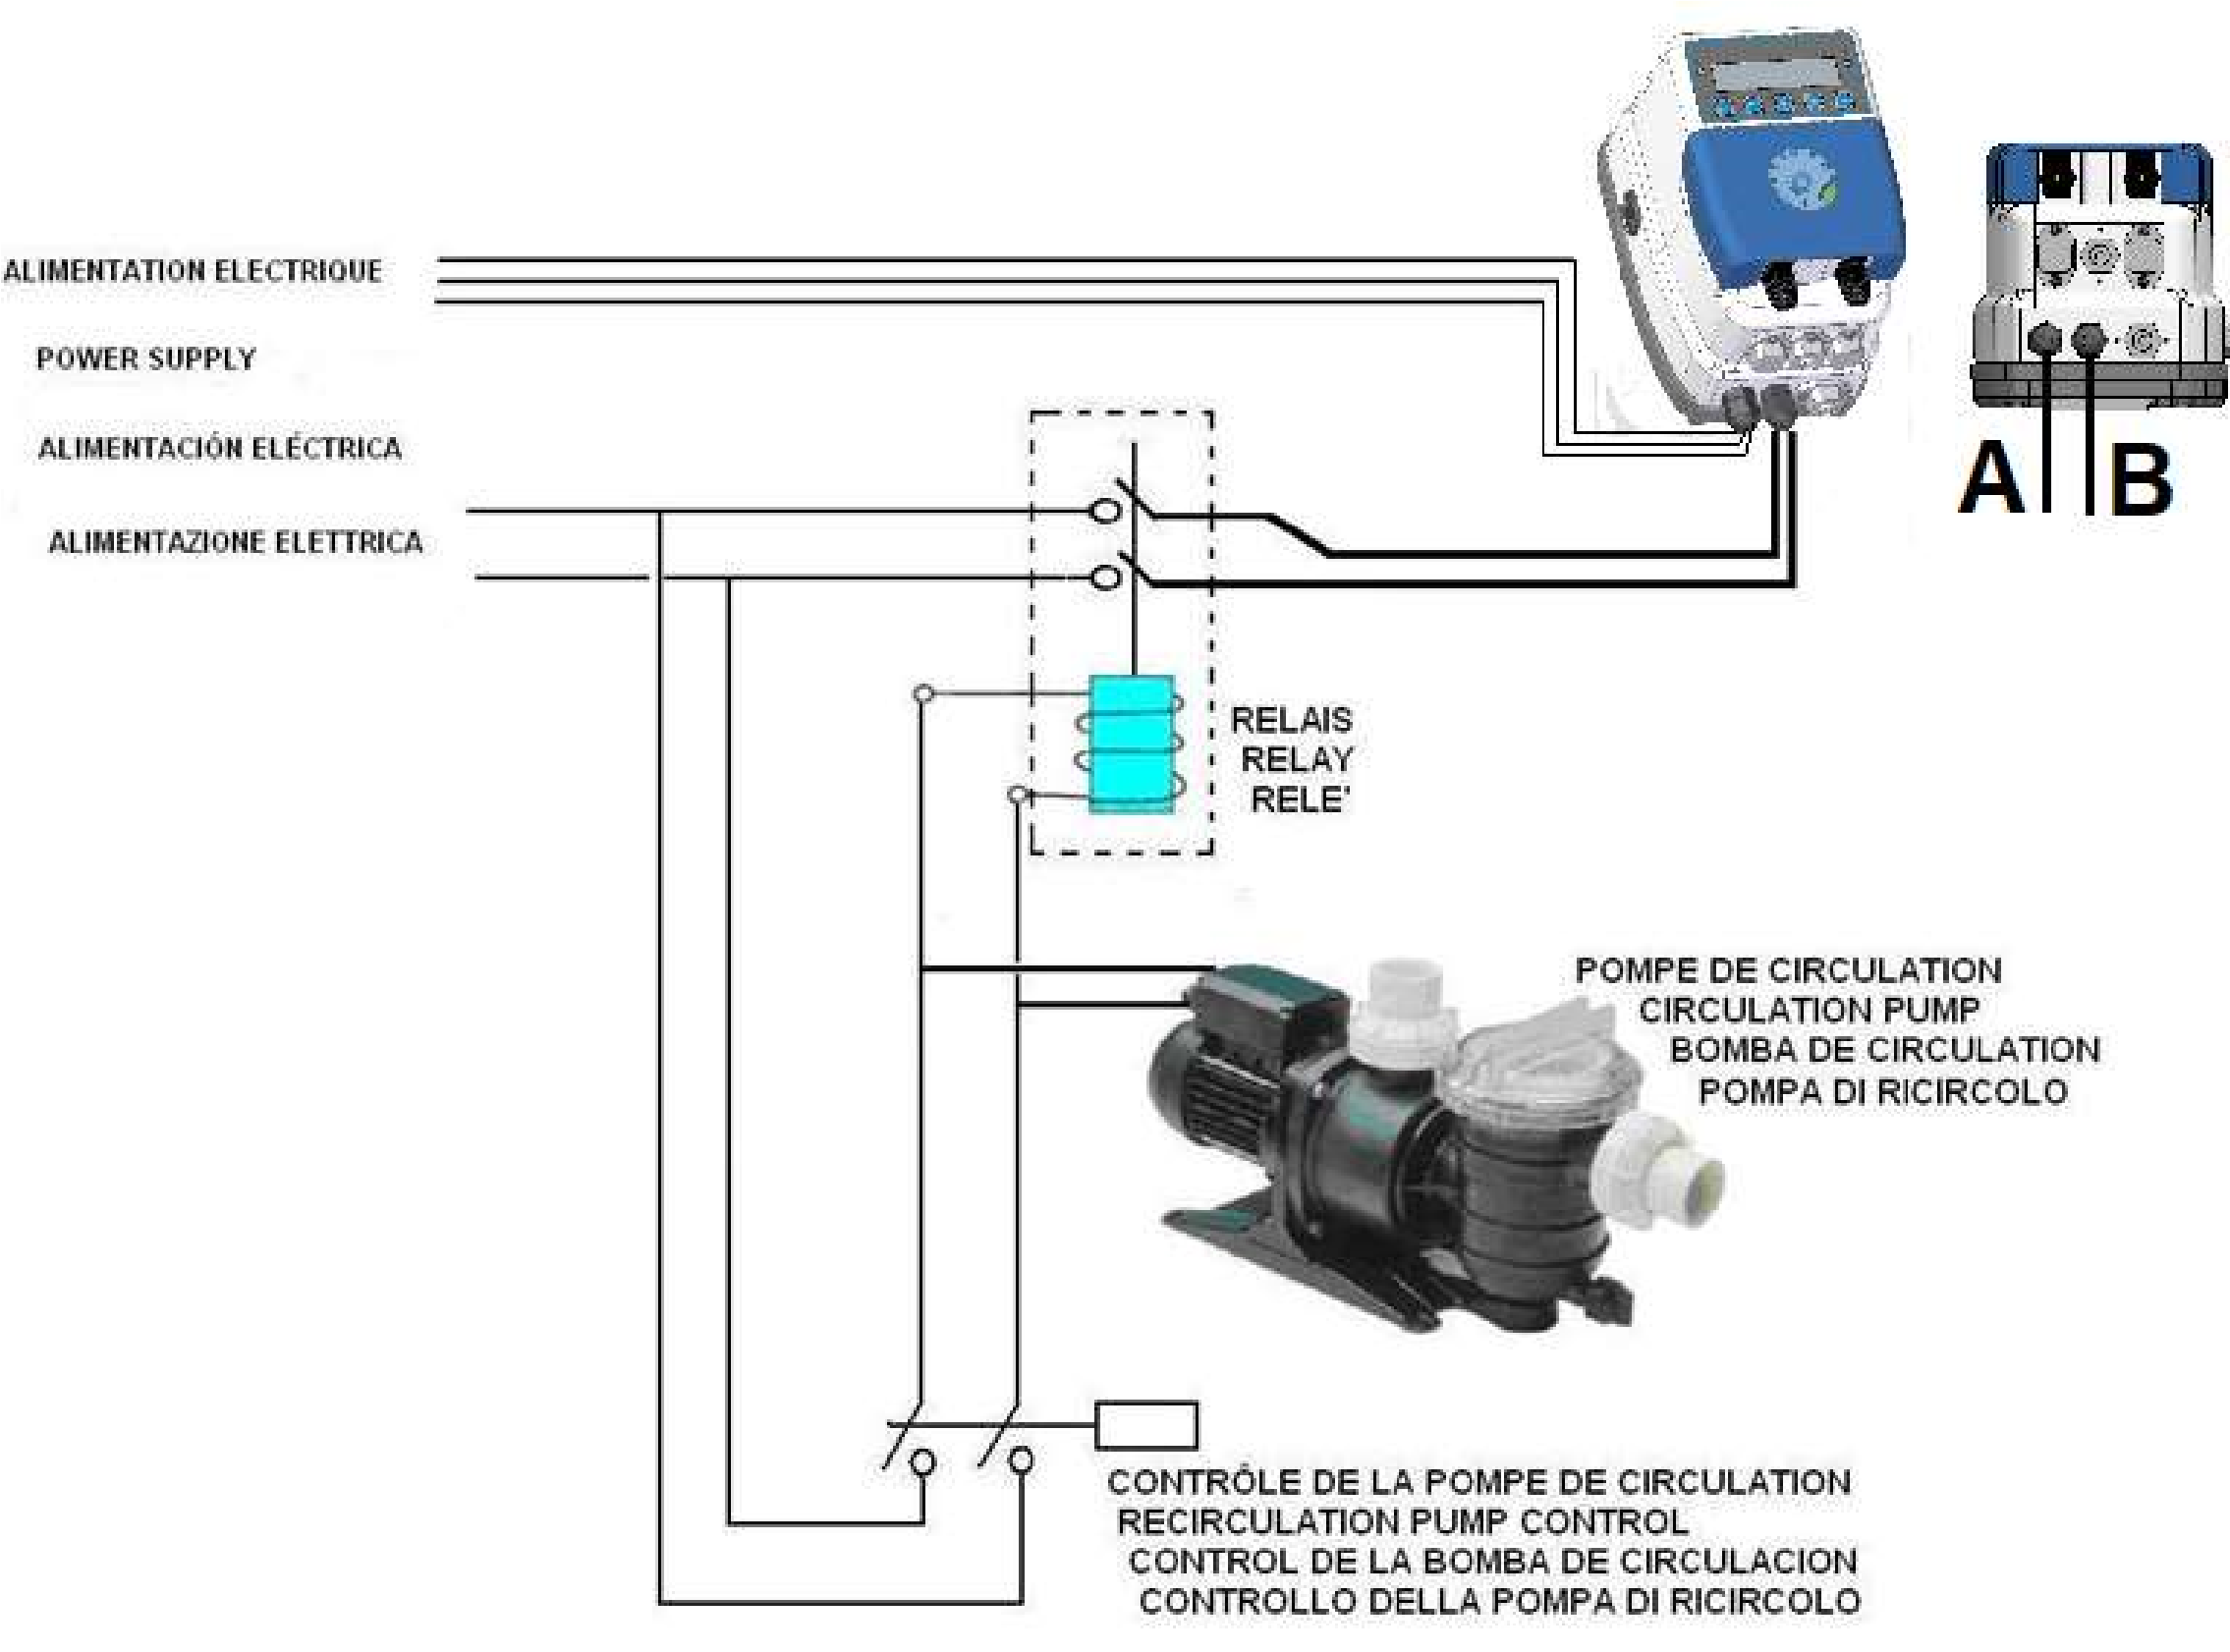 ALIMENTATION ELECTRIQUE
POWER SUPPLY
ALIMENTACIÓN ELÉCTRICA
ALIMENTAZIONE ELETTRICA
A
B
RELAIS
RELAY
RELE'
POMPE DE CIRCULATION
CIRCULATION PUMP
BOMBA DE CIRCULATION
POMPA DI RICIRCOLO
CONTRÔLE DE LA POMPE DE CIRCULATION
RECIRCULATION PUMP CONTROL
CONTROL DE LA BOMBA DE CIRCULACION
CONTROLLO DELLA POMPA DI RICIRCOLO